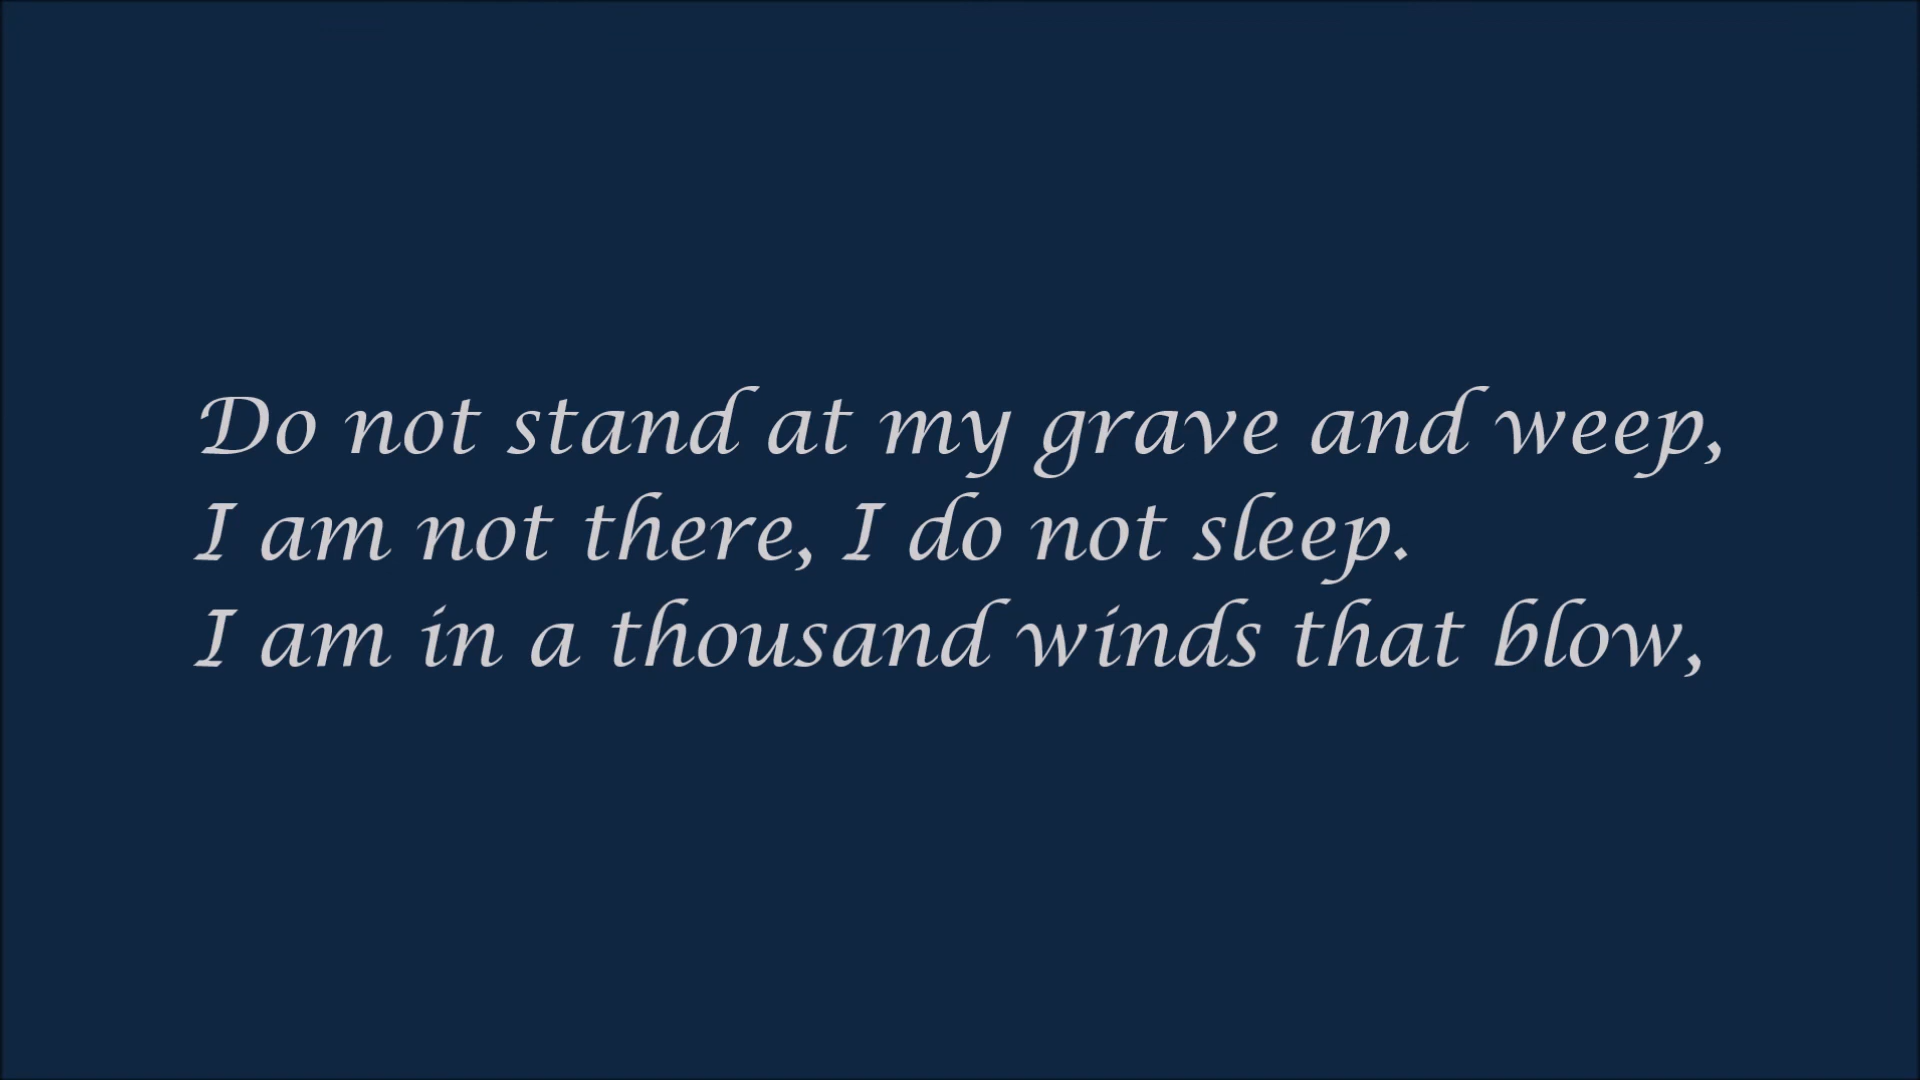 Do not stand at my grave and weep,
I am not there, I do not sleep.
I am in a thousand winds that blow,